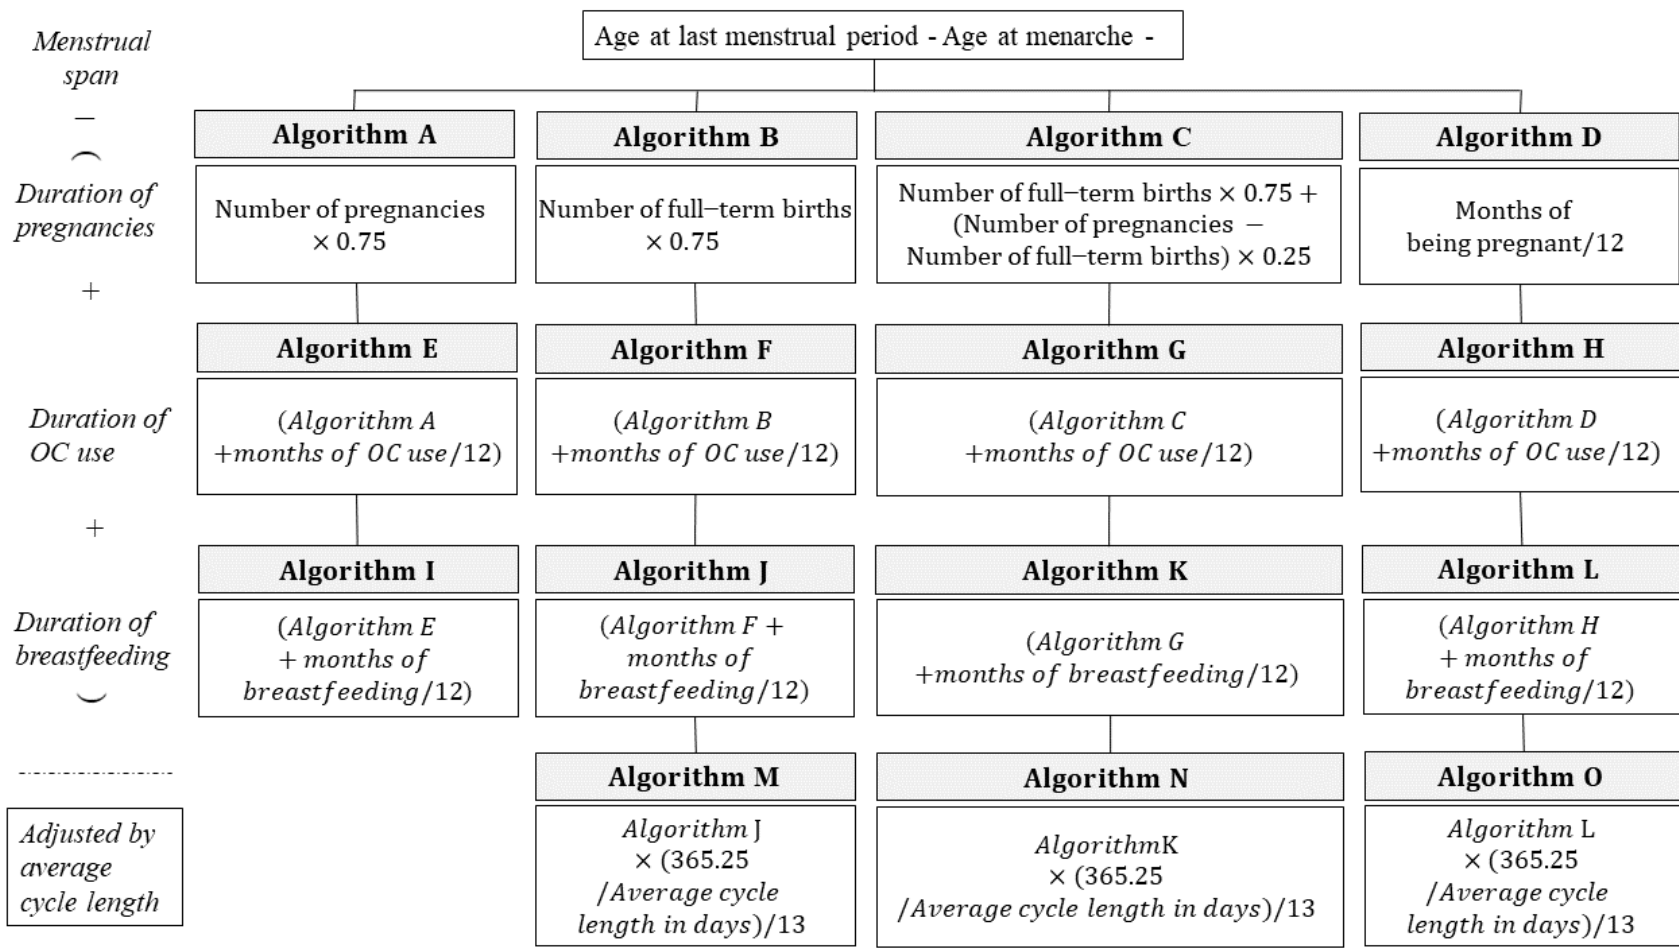 Menstrual
span
−
(
Duration of
pregnancies
+
Duration of
OC use
+
Duration of
breastfeeding
)
Adjusted by
average
cycle length
Age at last menstrual period - Age at menarche -
Algorithm A
Number of pregnancies
× 0.75
Algorithm B
Number of full−term births
× 0.75
Algorithm C
Number of full−term births × 0.75 +
(Number of pregnancies −
Number of full−term births) × 0.25
Algorithm D
Months of
being pregnant/12
Algorithm E
(Algorithm A
+months of OC use/12)
Algorithm F
(Algorithm B
+months of OC use/12)
Algorithm G
(Algorithm C
+months of OC use/12)
Algorithm H
(Algorithm D
+months of OC use/12)
Algorithm I
(Algorithm E
+ months of
breastfeeding/12)
Algorithm J
(Algorithm F +
months of
breastfeeding/12)
Algorithm K
(Algorithm G
+months of breastfeeding/12)
Algorithm L
(Algorithm H
+ months of
breastfeeding/12)
Algorithm M
Algorithm J
× (365.25
/Average cycle
length in days)/13
Algorithm N
AlgorithmK
× (365.25
/Average cycle length in days)/13
Algorithm O
Algorithm L
× (365.25
/Average cycle
length in days)/13